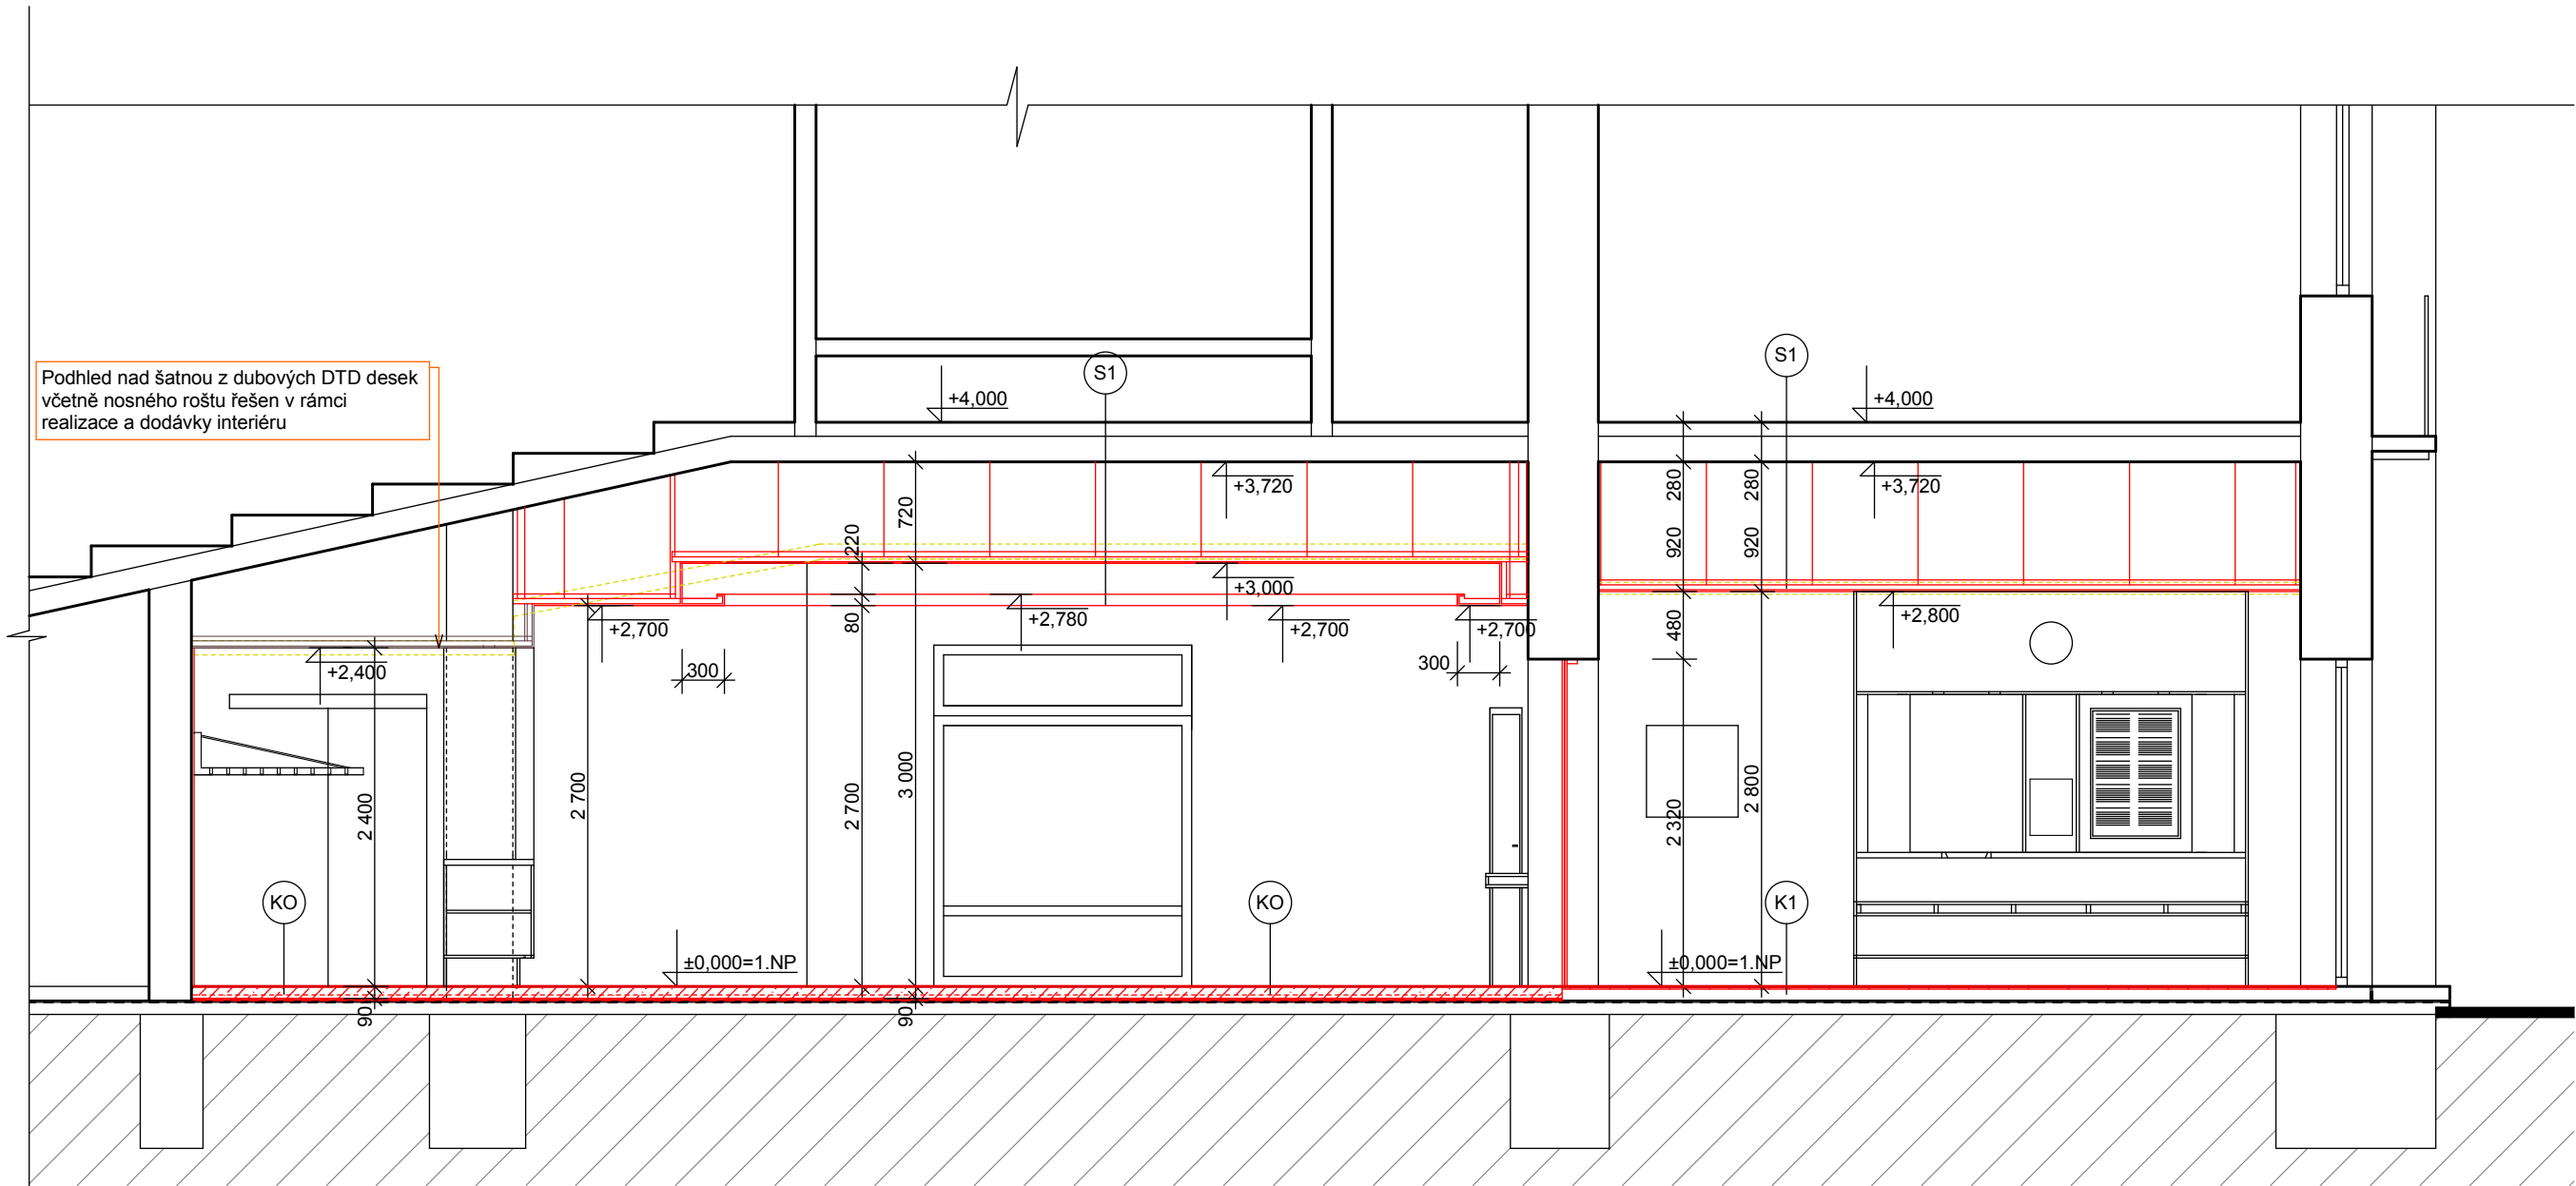 Podhled nad šatnou z dubových DTD desek
včetně nosného roštu řešen v rámci
realizace a dodávky interiéru
S1
S1
+4,000
+4,000
+3,720
+3,720
280
280
720
920
920
220
+3,000
80
+2,700
+2,780
+2,700
+2,700
+2,800
480
+2,400
300
300
2 400
2 700
2 700
3 000
2 320
2 800
KO
KO
K1
±0,000=1.NP
±0,000=1.NP
90
90